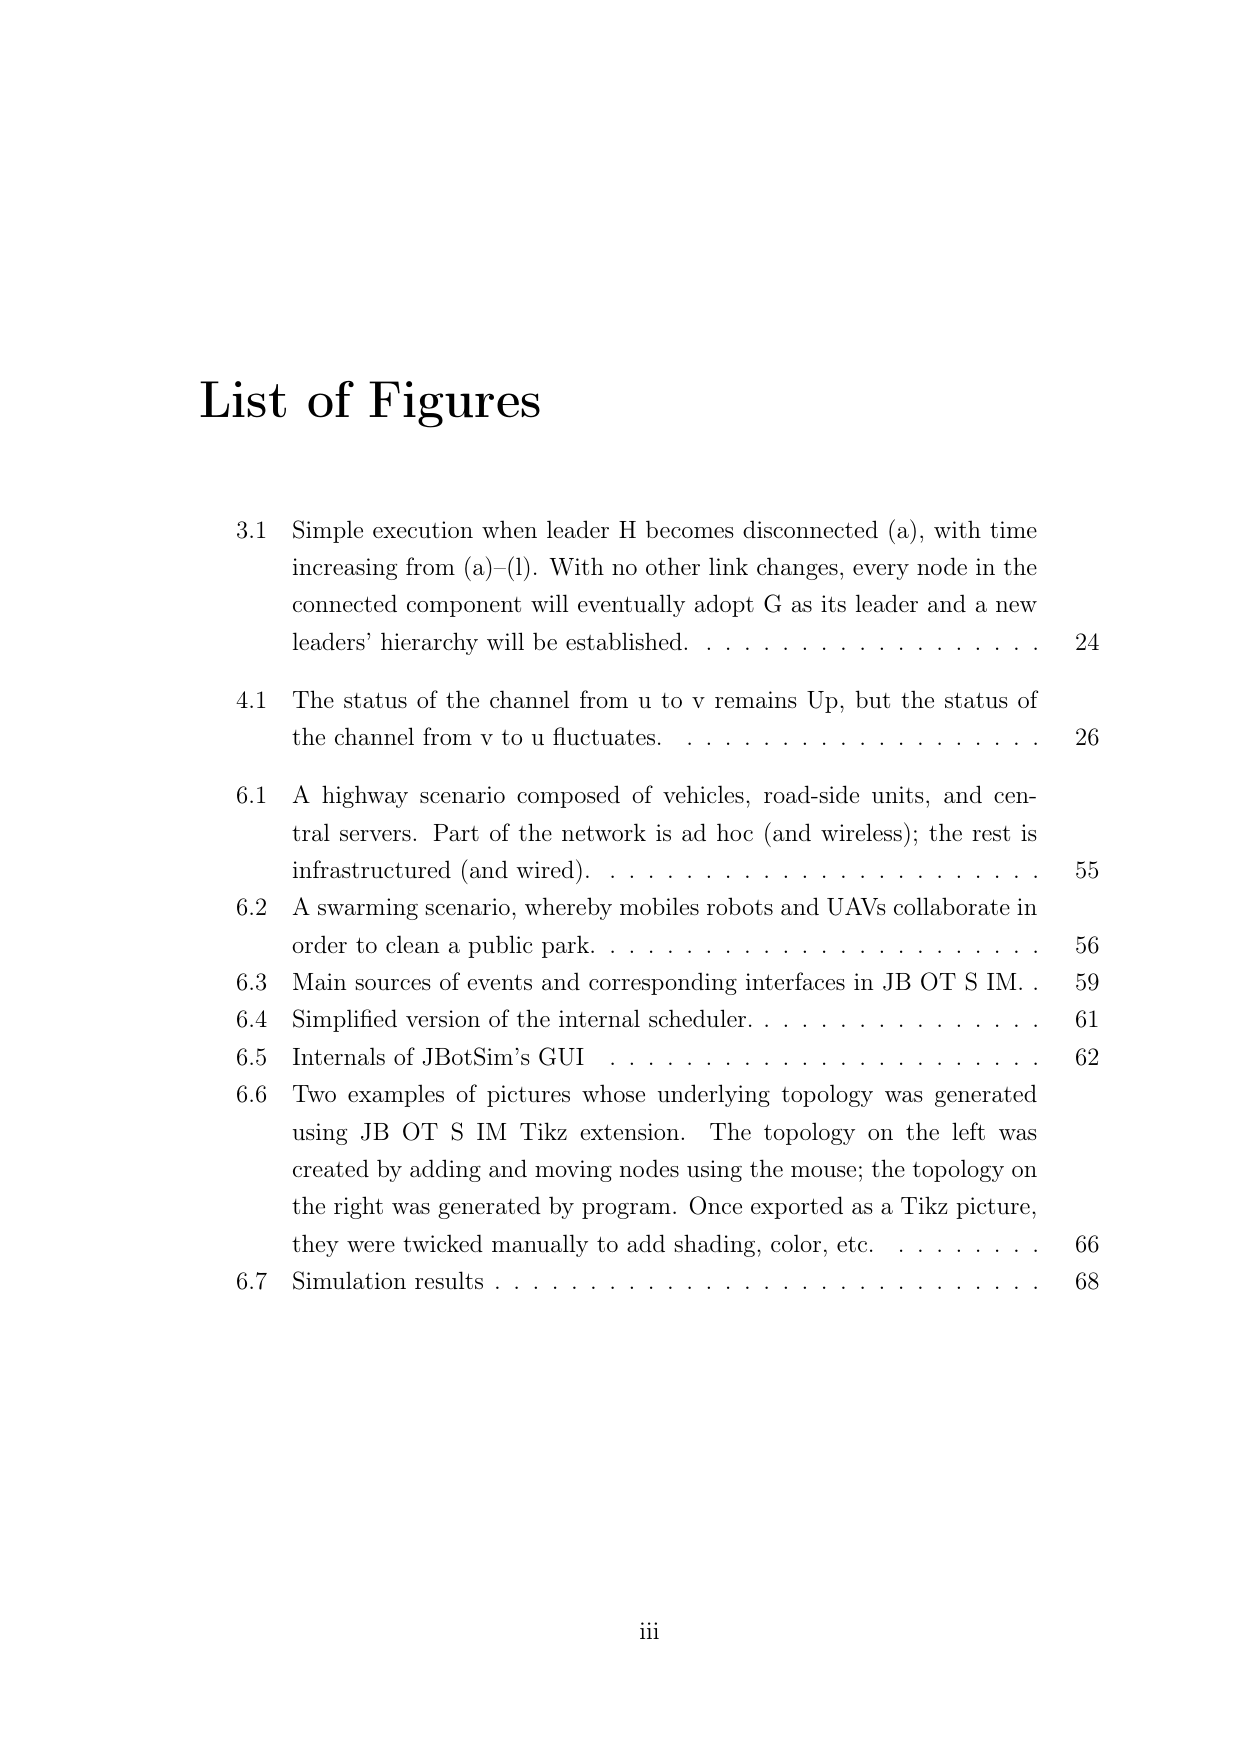 List of Figures
3.1 Simple execution when leader H becomes disconnected (a), with time
increasing from (a)–(l). With no other link changes, every node in the
connected component will eventually adopt G as its leader and a new
leaders’ hierarchy will be established. . . . . . . . . . . . . . . . . . . 24
4.1 The status of the channel from u to v remains Up, but the status of
the channel from v to u fluctuates. . . . . . . . . . . . . . . . . . . . 26
6.1 A highway scenario composed of vehicles, road-side units, and cen-
tral servers. Part of the network is ad hoc (and wireless); the rest is
infrastructured (and wired). . . . . . . . . . . . . . . . . . . . . . . . 55
6.2 A swarming scenario, whereby mobiles robots and UAVs collaborate in
order to clean a public park. . . . . . . . . . . . . . . . . . . . . . . . 56
6.3 Main sources of events and corresponding interfaces in JB OT S IM. . 59
6.4 Simplified version of the internal scheduler. . . . . . . . . . . . . . . . 61
6.5 Internals of JBotSim’s GUI . . . . . . . . . . . . . . . . . . . . . . . 62
6.6 Two examples of pictures whose underlying topology was generated
using JB OT S IM Tikz extension. The topology on the left was
created by adding and moving nodes using the mouse; the topology on
the right was generated by program. Once exported as a Tikz picture,
they were twicked manually to add shading, color, etc. . . . . . . . . 66
6.7 Simulation results . . . . . . . . . . . . . . . . . . . . . . . . . . . . . 68
iii